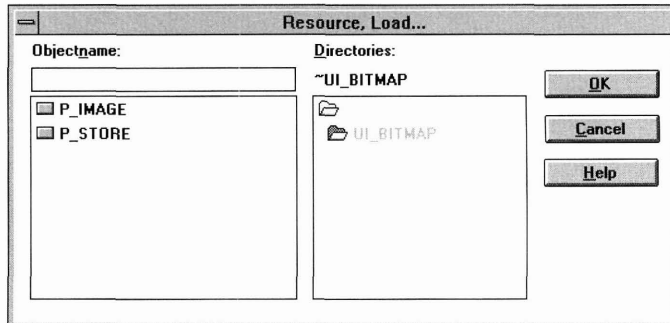 Resource, Load...
Objectname:
Directories:
~UI_BITMAP
OK
P_IMAGE
P_STORE
UI_BITMAP
Cancel
Help